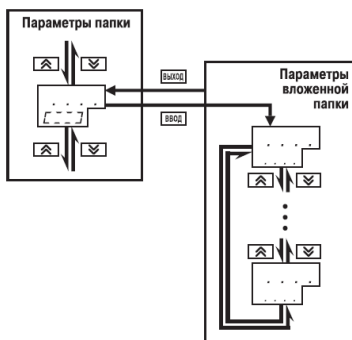 Параметры папки
ВЫХОД
ВВОД
Параметры
вложенной
папки